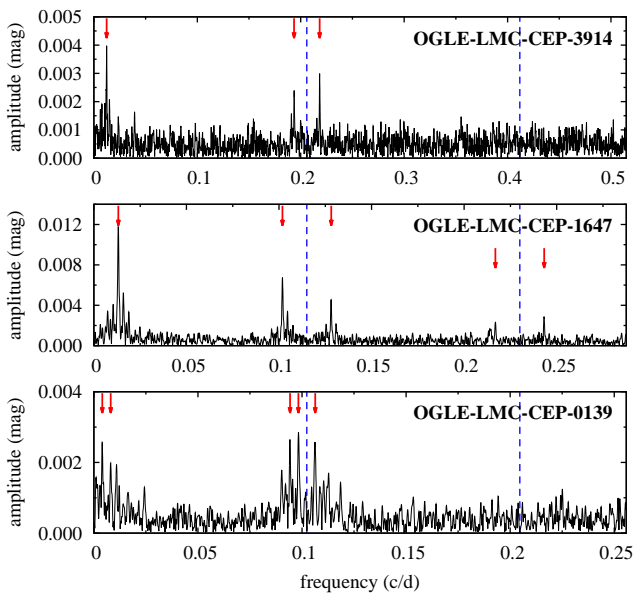 OGLE-LMC-CEP-3914
amplitude (mag)
0.005
0.004
0.003
0.002
0.001
0.000
0 0.1 0.2 0.3 0.4 0.5
OGLE-LMC-CEP-1647
amplitude (mag)
0.012
0.008
0.004
0.000
0 0.05 0.1 0.15 0.2 0.25
OGLE-LMC-CEP-0139
amplitude (mag)
0.004
0.002
0.000
0 0.05 0.1 0.15 0.2 0.25
frequency (c/d)